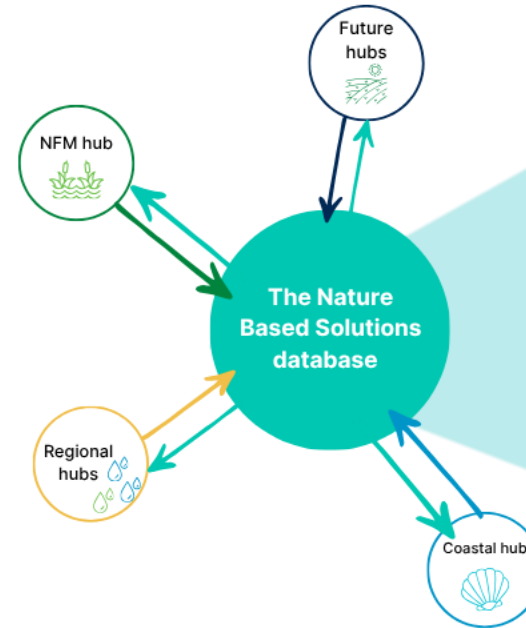 Future
hubs
NFM hub
The Nature
Based Solutions
database
Regional
hubs
Coastal hub